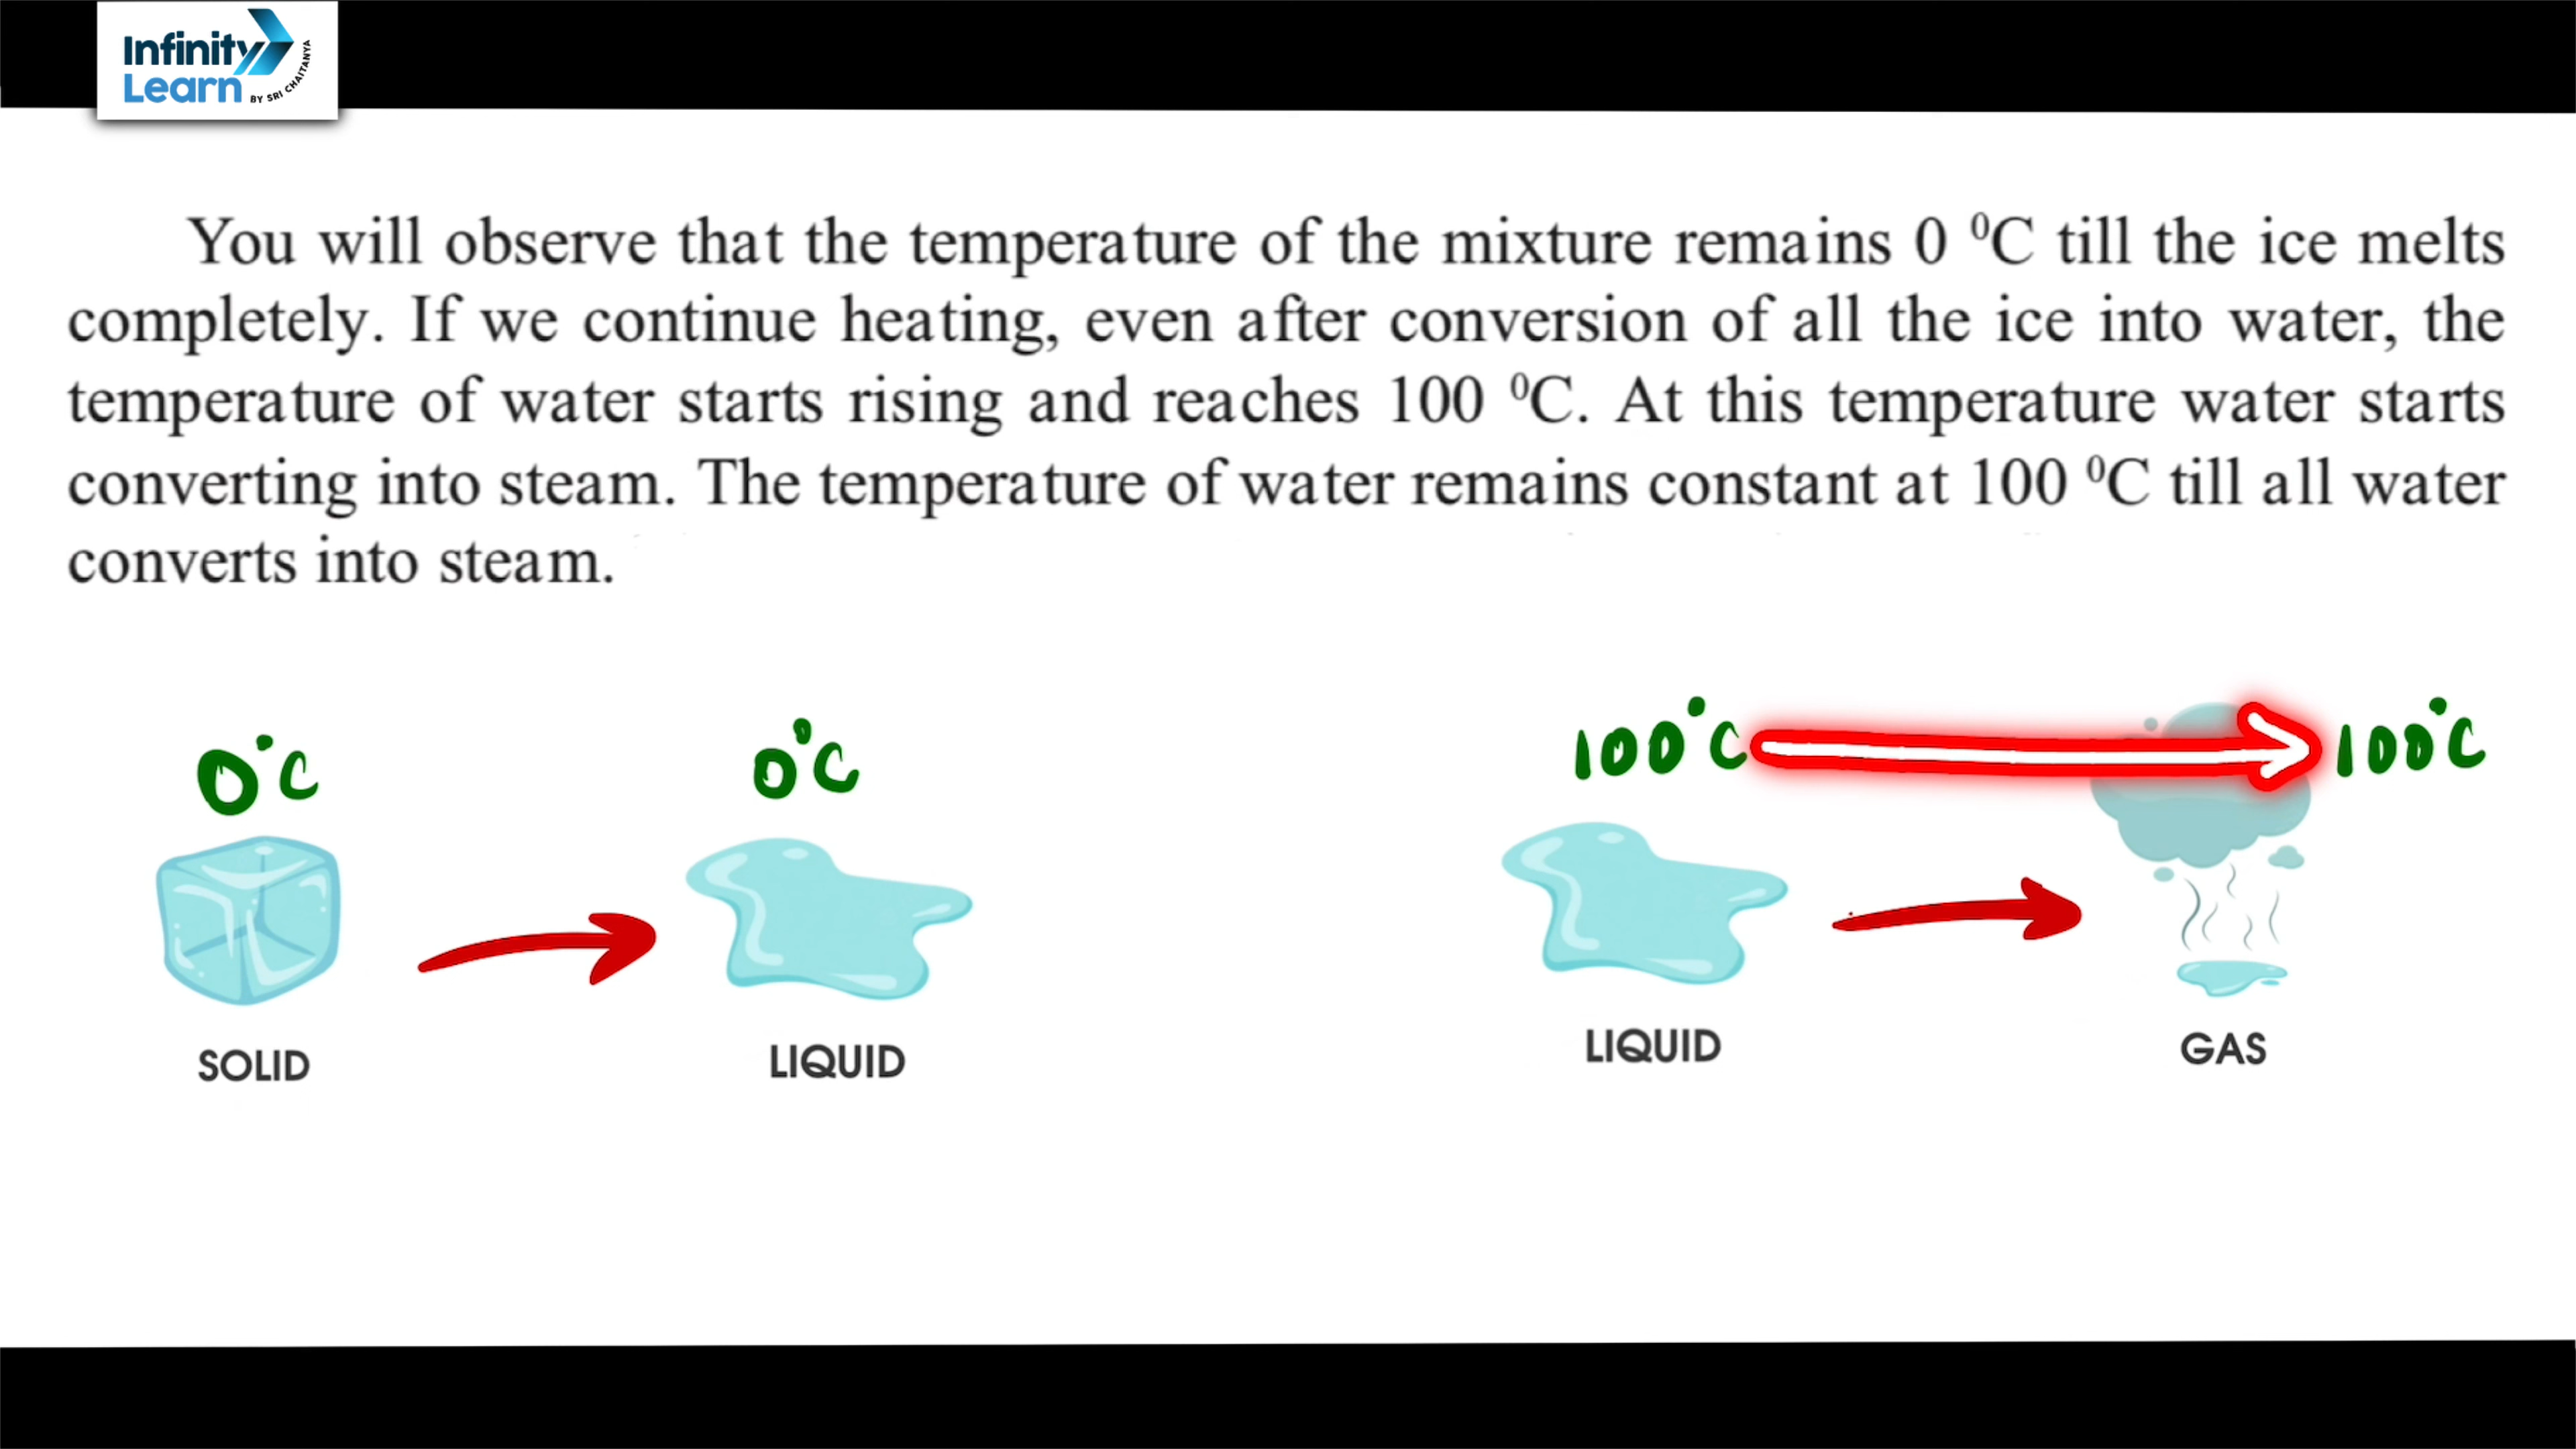 Infinity
Learn BY SRI CHAITANYA
You will observe that the temperature of the mixture remains 0 ⁰C till the ice melts
completely. If we continue heating, even after conversion of all the ice into water, the
temperature of water starts rising and reaches 100 ⁰C. At this temperature water starts
converting into steam. The temperature of water remains constant at 100 ⁰C till all water
converts into steam.
0°C 0°C 100°C 100°C
SOLID LIQUID LIQUID GAS